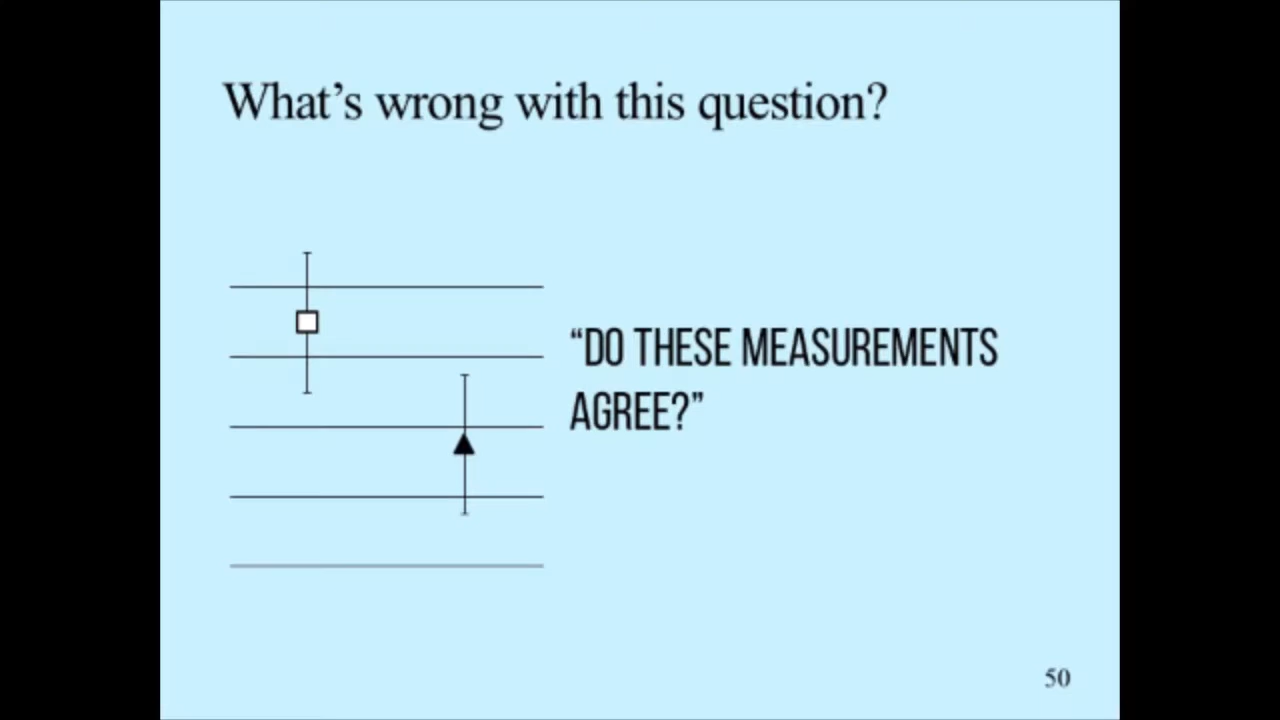 What’s wrong with this question?
“DO THESE MEASUREMENTS
AGREE?”
50